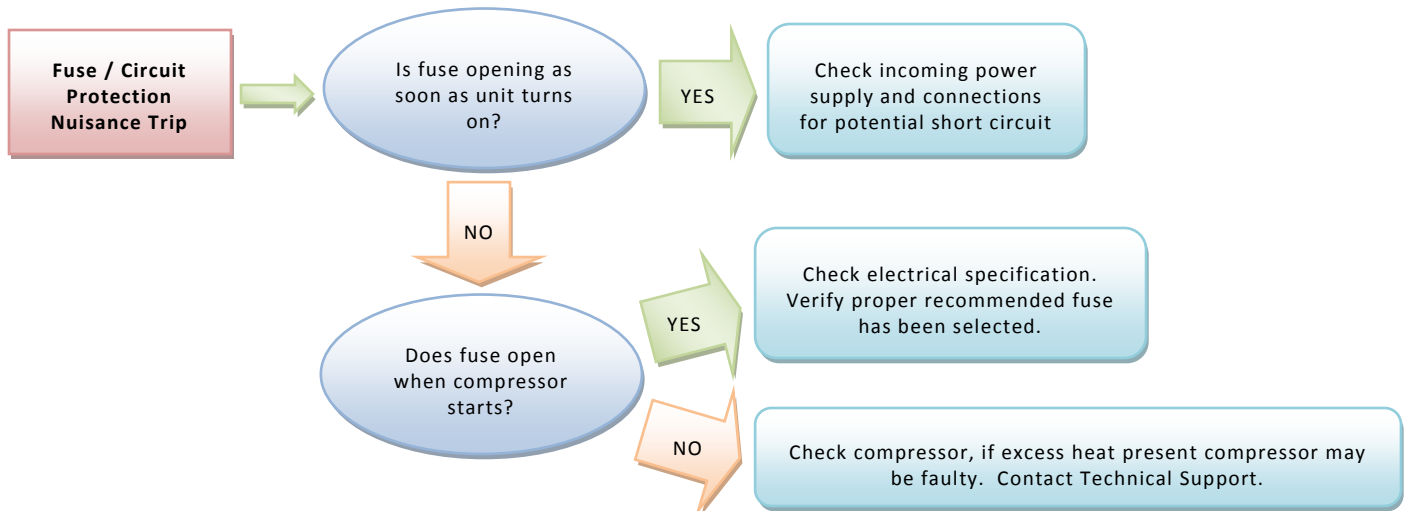 Fuse / Circuit
Protection
Nuisance Trip
Is fuse opening as
soon as unit turns
on?
YES
Check incoming power
supply and connections
for potential short circuit
NO
Does fuse open
when compressor
starts?
YES
Check electrical specification.
Verify proper recommended fuse
has been selected.
NO
Check compressor, if excess heat present compressor may
be faulty.  Contact Technical Support.